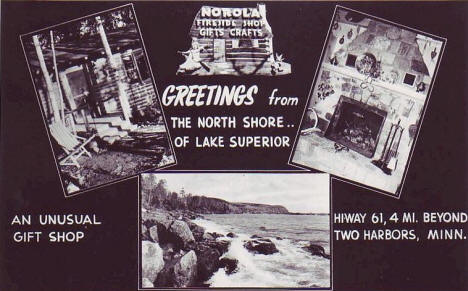 NOROLA
FIRESIDE SHOP
GIFTS CRAFTS
GREETINGS from
THE NORTH SHORE..
OF LAKE SUPERIOR
AN UNUSUAL
GIFT SHOP
HIWAY 61, 4 MI. BEYOND
TWO HARBORS, MINN.